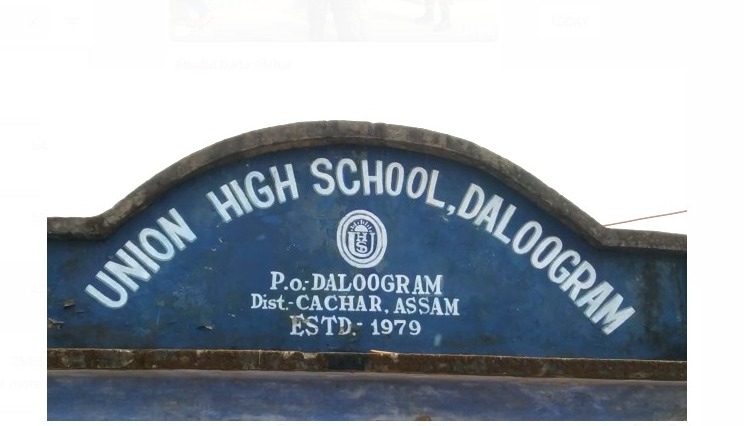 UNION HIGH SCHOOL, DALOOGRAM
P.O.- DALOOGRAM
Dist.- CACHAR, ASSAM
ESTD.- 1979